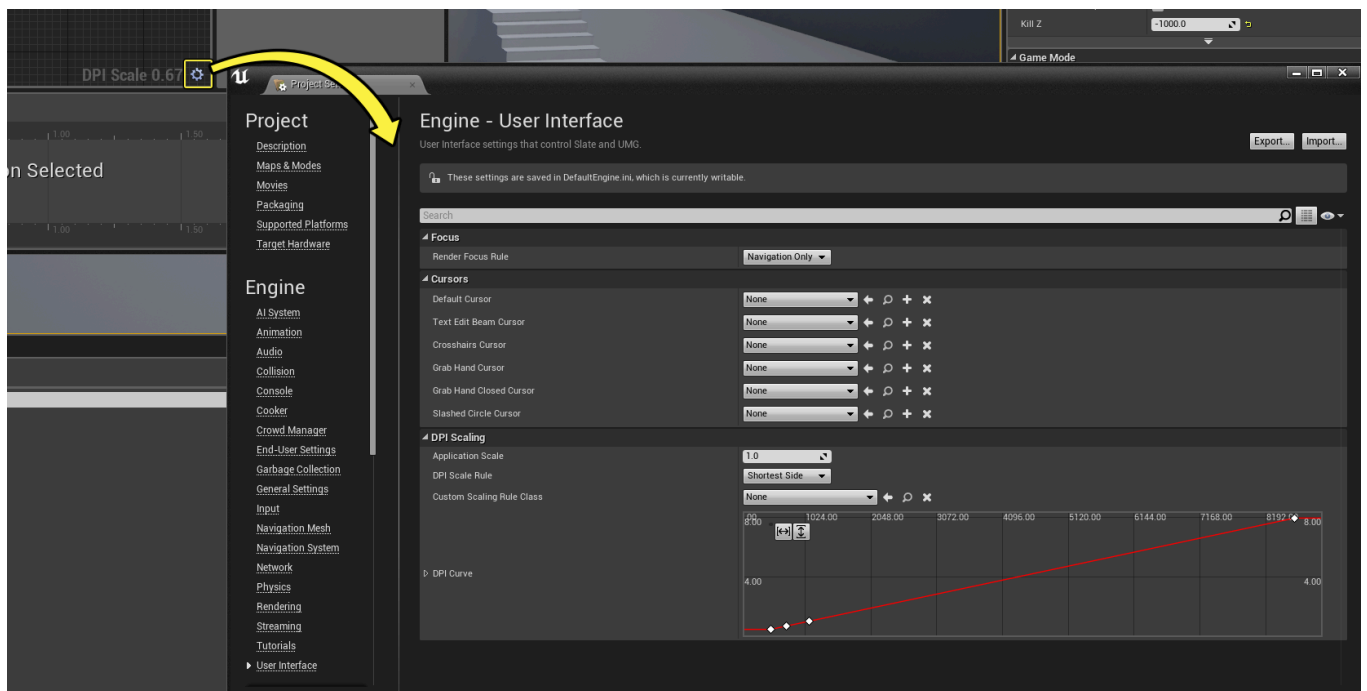 Kill Z
-1000.0
Game Mode
DPI Scale 0.67
1.00
1.50
on Selected
1.00
1.50
Project
Project
Description
Maps & Modes
Movies
Packaging
Supported Platforms
Target Hardware
Engine
AI System
Animation
Audio
Collision
Console
Cooker
Crowd Manager
End-User Settings
Garbage Collection
General Settings
Input
Navigation Mesh
Navigation System
Network
Physics
Rendering
Streaming
Tutorials
User Interface
Engine - User Interface
User Interface settings that control Slate and UMG.
Export...
Import...
These settings are saved in DefaultEngine.ini, which is currently writable.
Search
Focus
Render Focus Rule
Navigation Only
Cursors
Default Cursor
None
Text Edit Beam Cursor
None
Crosshairs Cursor
None
Grab Hand Cursor
None
Grab Hand Closed Cursor
None
Slashed Circle Cursor
None
DPI Scaling
Application Scale
1.0
DPI Scale Rule
Shortest Side
Custom Scaling Rule Class
None
1024.00 2048.00 3072.00 4096.00 5120.00 6144.00 7168.00
8.00
8.00
DPI Curve
4.00
4.00